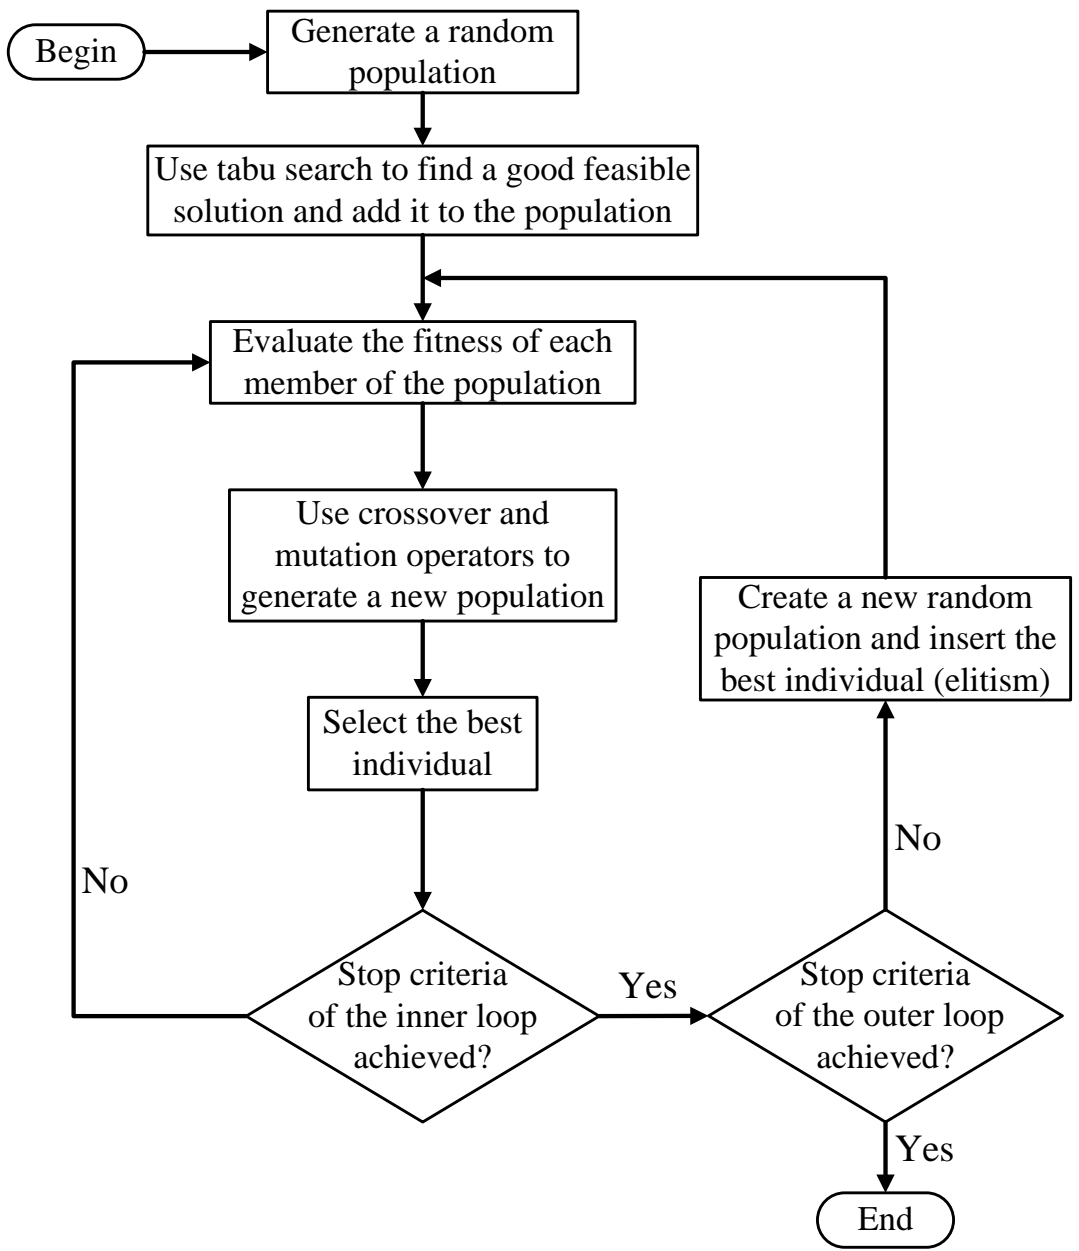 Begin
Generate a random
population
Use tabu search to find a good feasible
solution and add it to the population
Evaluate the fitness of each
member of the population
Use crossover and
mutation operators to
generate a new population
Create a new random
population and insert the
best individual (elitism)
Select the best
individual
No
No
Stop criteria
of the inner loop
achieved?
Yes
Stop criteria
of the outer loop
achieved?
Yes
End